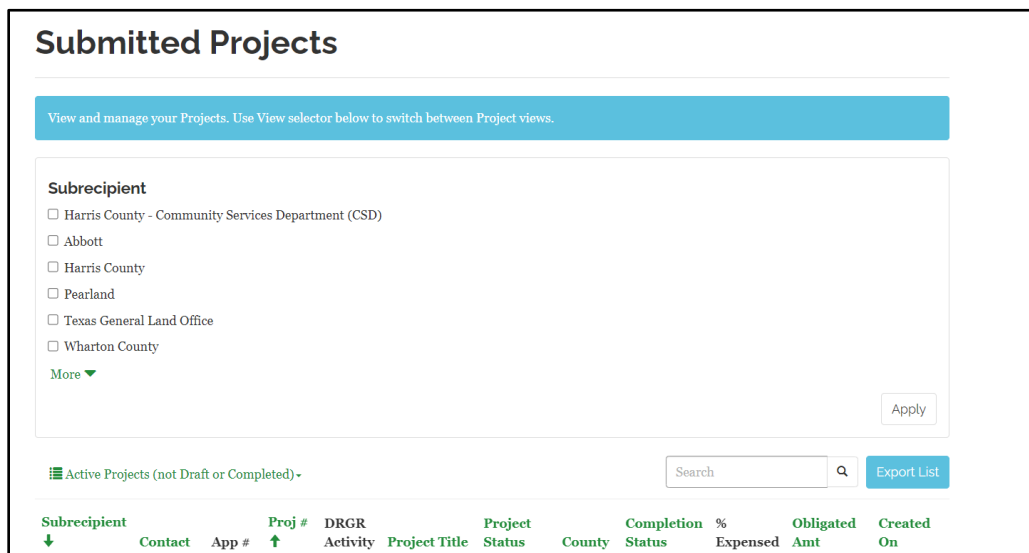 Submitted Projects
View and manage your Projects. Use View selector below to switch between Project views.
Subrecipient
Harris County - Community Services Department (CSD)
Abbott
Harris County
Pearland
Texas General Land Office
Wharton County
More
Apply
Active Projects (not Draft or Completed)
Search
Export List
Subrecipient Proj # DRGR Project Completion % Obligated Created
Contact App # Activity Project Title Status County Status Expensed Amt On